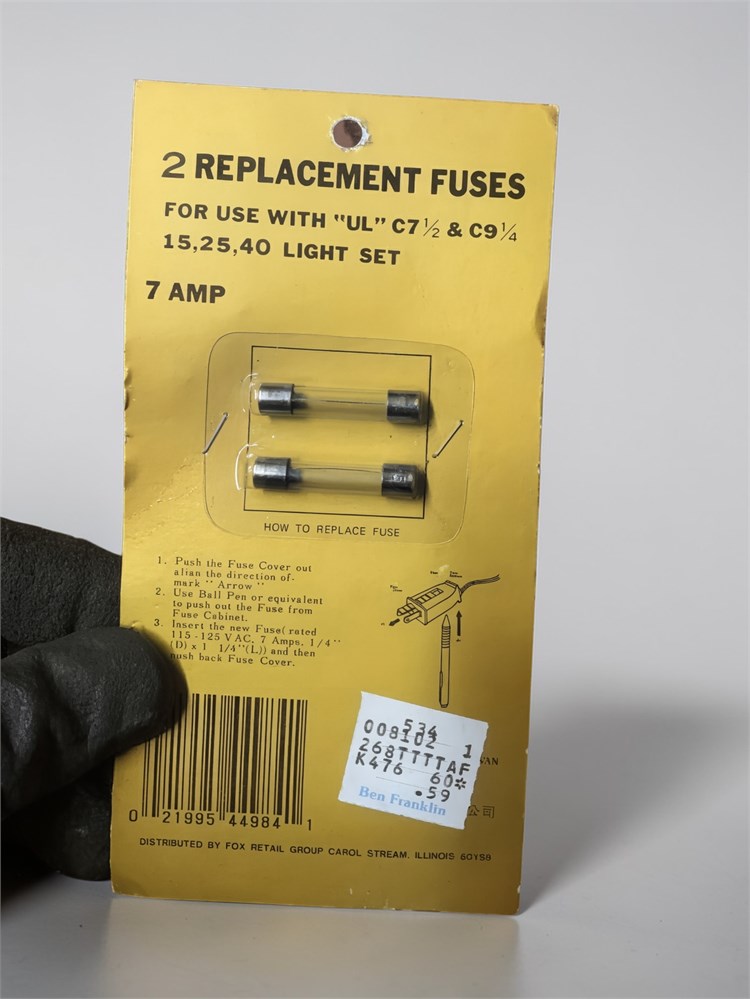 2 REPLACEMENT FUSES
FOR USE WITH "UL" C7½ & C9¼
15,25,40 LIGHT SET
7 AMP
HOW TO REPLACE FUSE
1. Push the Fuse Cover out
alian the direction of-
mark " Arrow "
2. Use Ball Pen or equivalent
to push out the Fuse from
Fuse Cabinet.
3. Insert the new Fuse( rated
115-125 VAC, 7 Amps, 1/4"
(D) x 1 1/4"(L)) and then
push back Fuse Cover.
534
008102 1
268TTTTAF
K476 60*
.59
Ben Franklin
公司
0 21995 44984 1
DISTRIBUTED BY FOX RETAIL GROUP CAROL STREAM, ILLINOIS